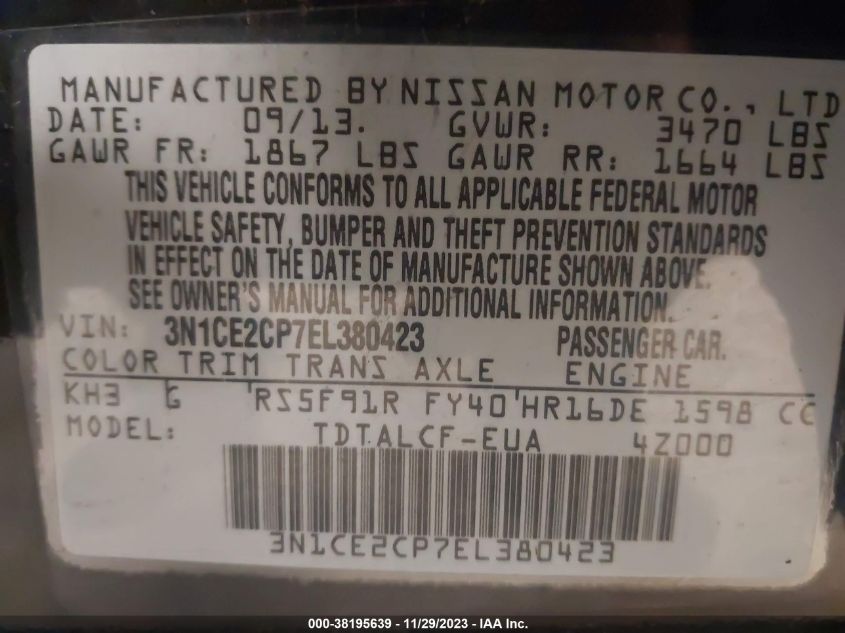 MANUFACTURED BY NISSAN MOTOR CO., LTD
DATE: 09/13. GVWR: 3470 LBS
GAWR FR: 1867 LBS GAWR RR: 1664 LBS
THIS VEHICLE CONFORMS TO ALL APPLICABLE FEDERAL MOTOR
VEHICLE SAFETY, BUMPER AND THEFT PREVENTION STANDARDS
IN EFFECT ON THE DATE OF MANUFACTURE SHOWN ABOVE.
SEE OWNER'S MANUAL FOR ADDITIONAL INFORMATION.
VIN: 3N1CE2CP7EL380423 PASSENGER CAR.
COLOR TRIM TRANS AXLE ENGINE
KH3 G RS5F91R FY40 HR16DE 1598 CC
MODEL: TDTALCF-EUA 4Z000
3N1CE2CP7EL380423
000-38195639 - 11/29/2023 - IAA Inc.